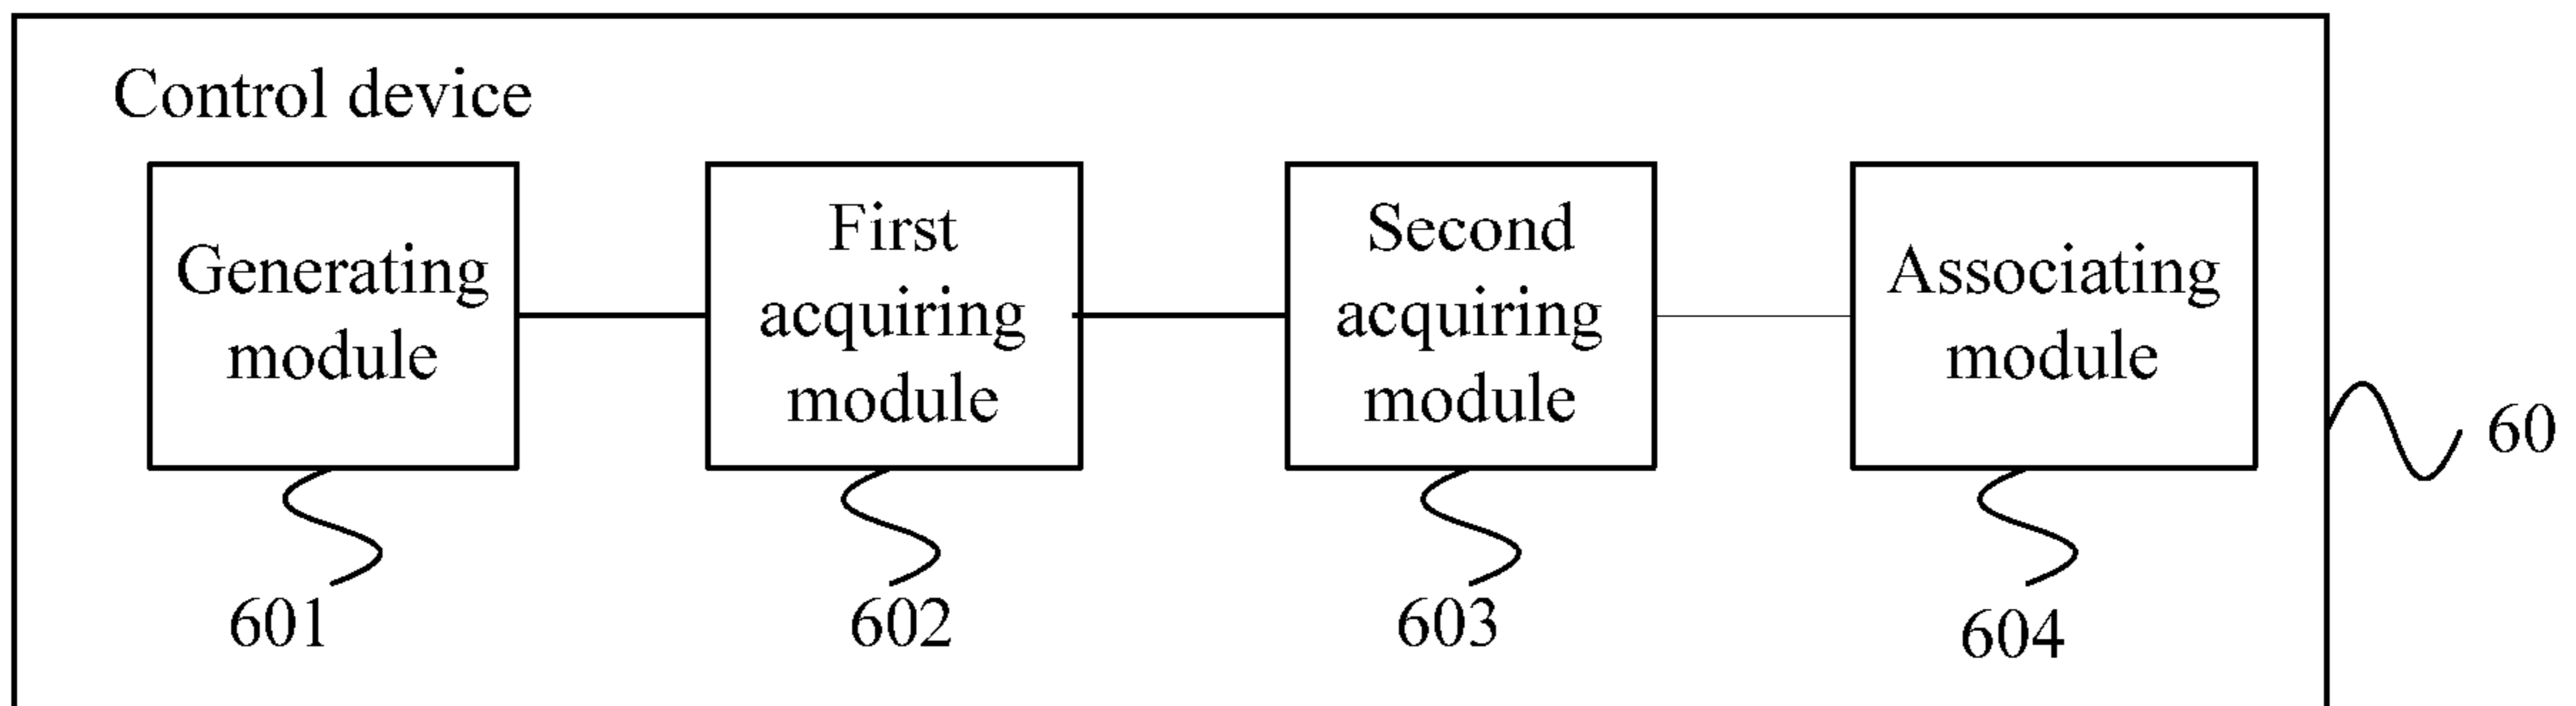 Control device
Generating
module
First
acquiring
module
Second
acquiring
module
Associating
module
60
601
602
603
604